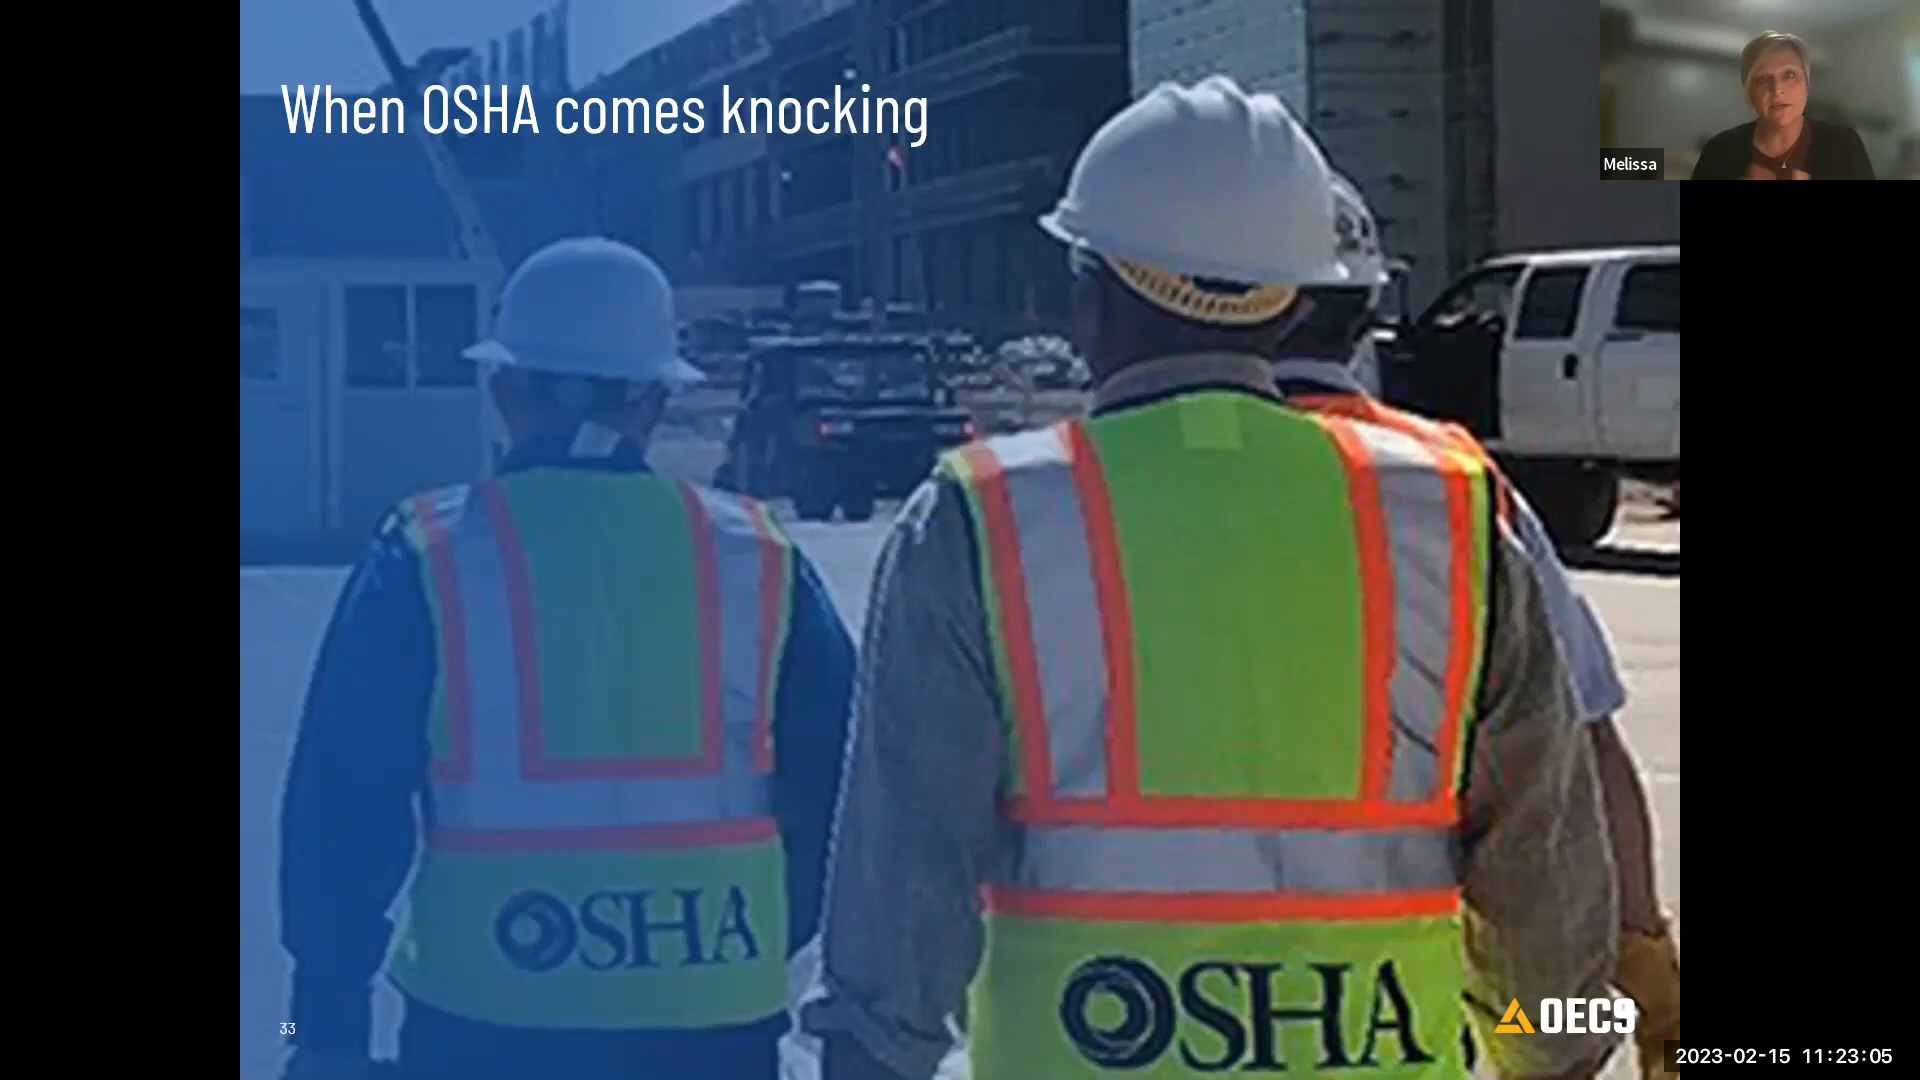 When OSHA comes knocking
Melissa
OSHA
OSHA
33
OECS
2023-02-15 11:23:05